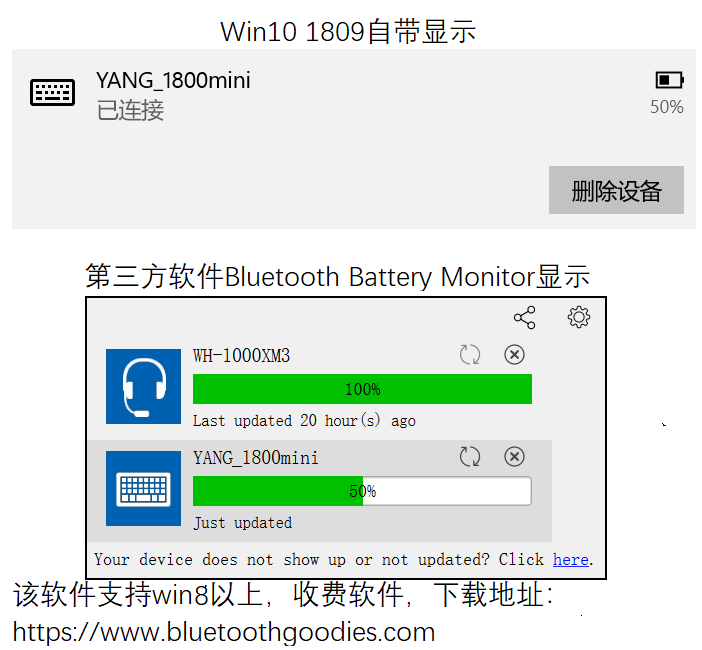 Win10 1809自带显示
YANG_1800mini
已连接
50%
删除设备
第三方软件Bluetooth Battery Monitor显示
WH-1000XM3
100%
Last updated 20 hour(s) ago
YANG_1800mini
50%
Just updated
Your device does not show up or not updated? Click here.
该软件支持win8以上，收费软件，下载地址：
https://www.bluetoothgoodies.com